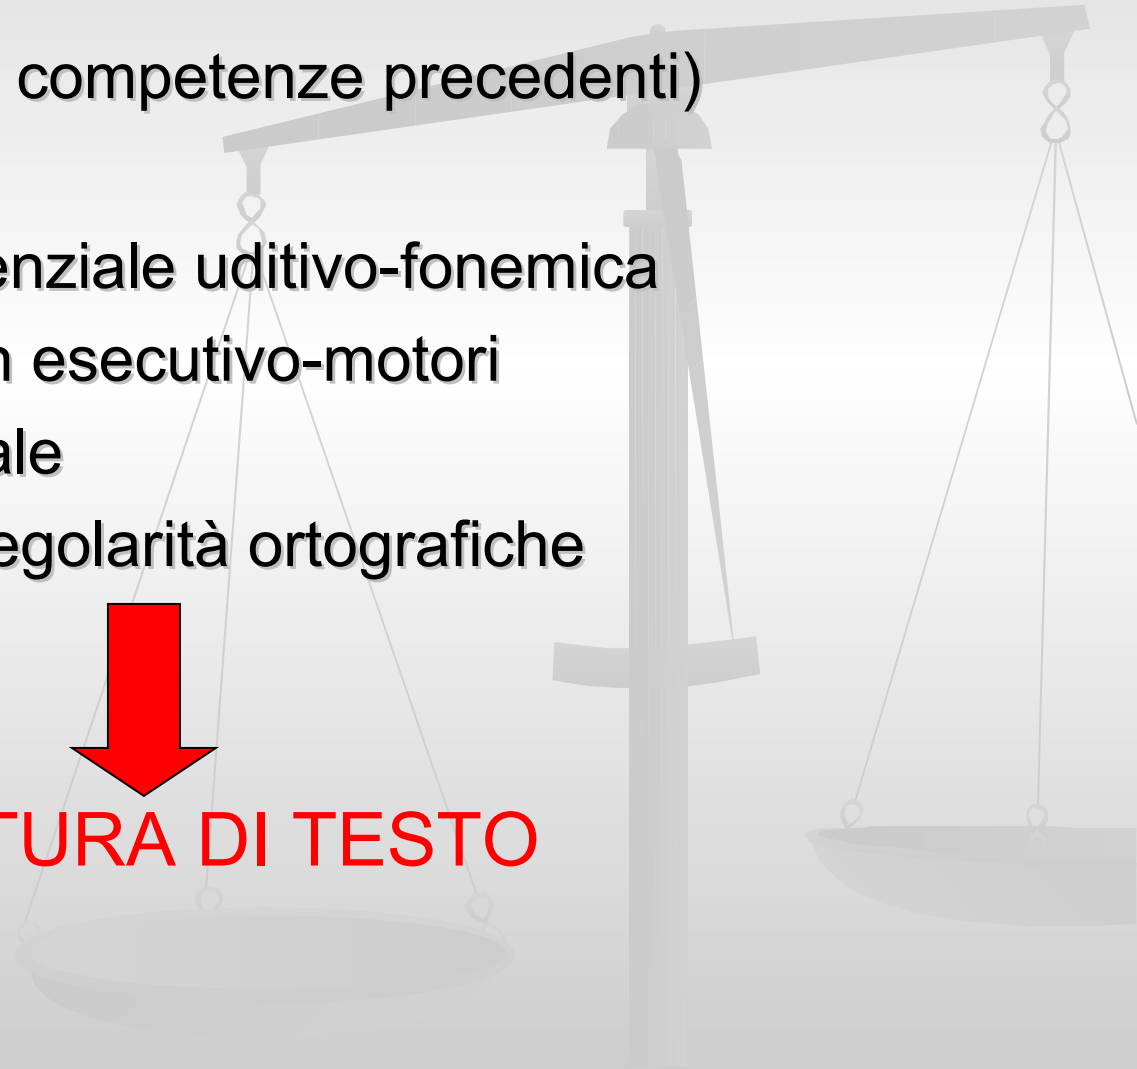 competenze precedenti)
enziale uditivo-fonemica
esecutivo-motori
ale
egolarità ortografiche
TURA DI TESTO